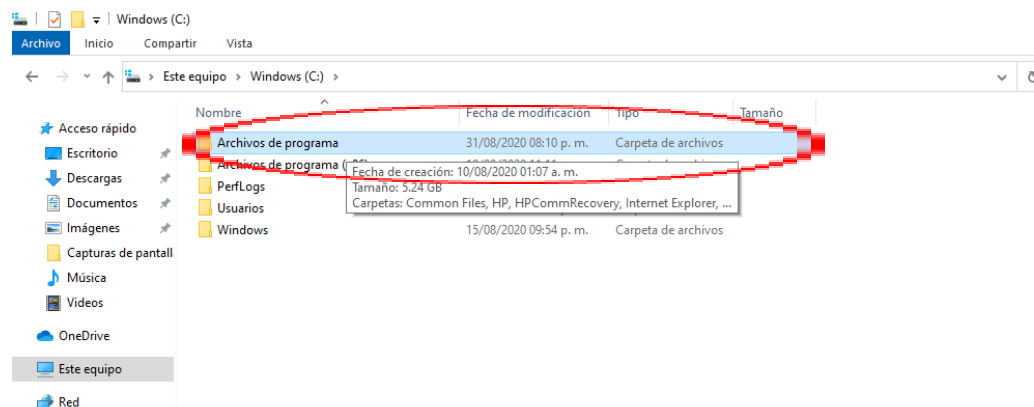 Windows (C:)
Archivo Inicio Compartir Vista
Este equipo Windows (C:)
Nombre Fecha de modificación Tipo Tamaño
Acceso rápido
Escritorio
Descargas
Documentos
Imágenes
Capturas de pantall
Música
Videos
OneDrive
Este equipo
Red
Archivos de programa 31/08/2020 08:10 p. m. Carpeta de archivos
Archivos de programa (
PerfLogs
Usuarios
Windows 15/08/2020 09:54 p. m. Carpeta de archivos
Fecha de creación: 10/08/2020 01:07 a. m.
Tamaño: 5.24 GB
Carpetas: Common Files, HP, HPCommRecovery, Internet Explorer, ...